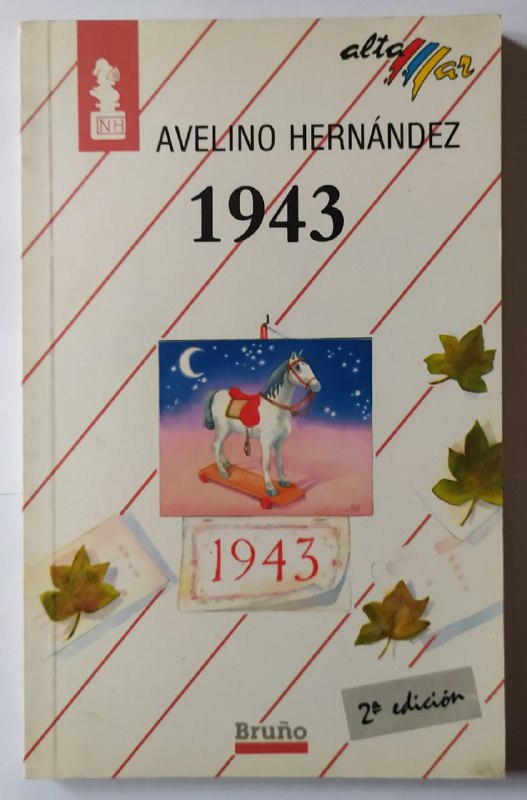 alta mar
NH
AVELINO HERNÁNDEZ
1943
1943
2ª edición
Bruño